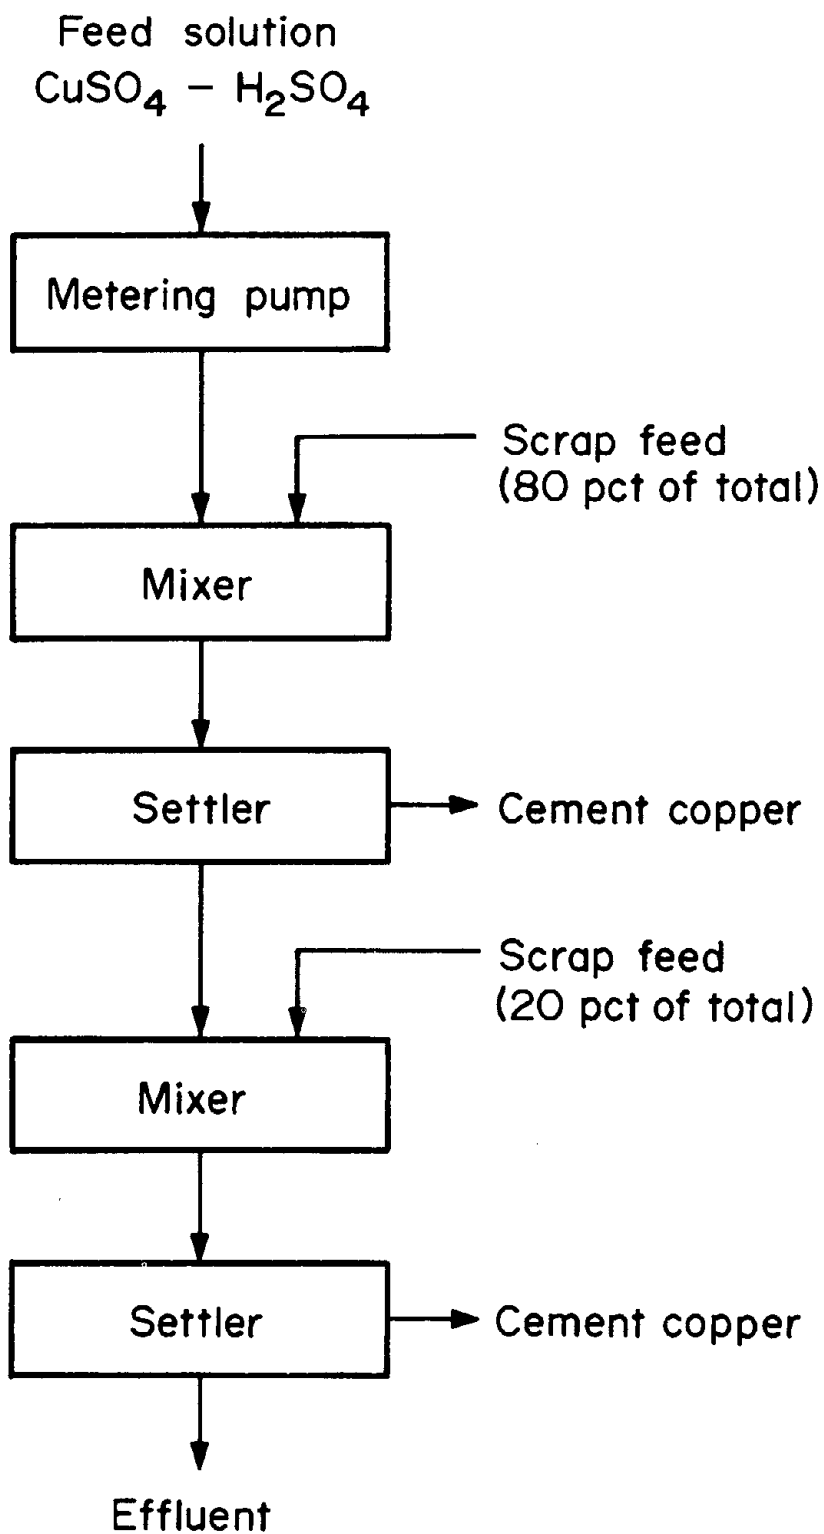 Feed solution
CuSO₄ – H₂SO₄
Metering pump
Scrap feed
(80 pct of total)
Mixer
Settler
Cement copper
Scrap feed
(20 pct of total)
Mixer
Settler
Cement copper
Effluent